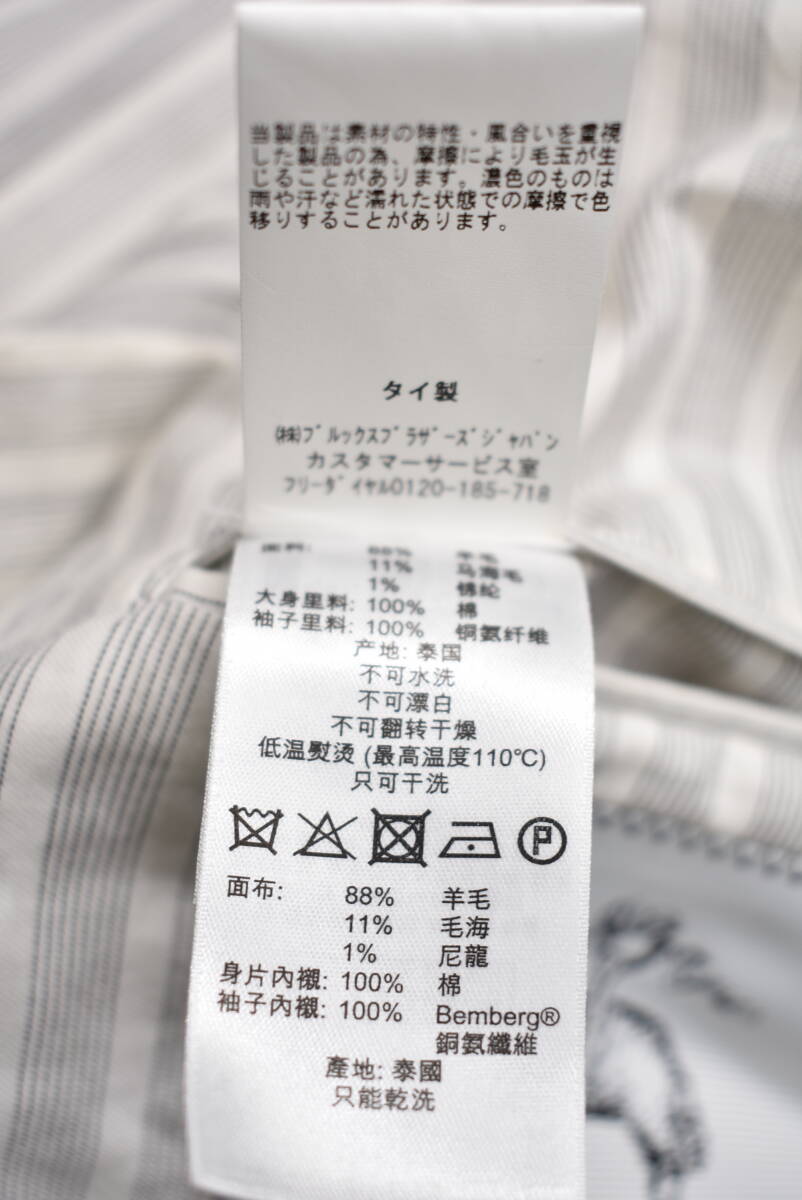 当製品は素材の特性・風合いを重視
した製品の為、摩擦により毛玉が生
じることがあります。濃色のものは
雨や汗など濡れた状態での摩擦で色
移りすることがあります。
タイ製
㈱ブルックスブラザーズジャパン
カスタマーサービス室
フリーダイヤル0120-185-718
面料: 88% 羊毛
11% 马海毛
1% 锦纶
大身里料: 100% 棉
袖子里料: 100% 铜氨纤维
产地: 泰国
不可水洗
不可漂白
不可翻转干燥
低温熨烫 (最高温度110℃)
只可干洗
P
面布: 88% 羊毛
11% 毛海
1% 尼龍
身片內襯: 100% 棉
袖子內襯: 100% Bemberg®
銅氨纖維
產地: 泰國
只能乾洗